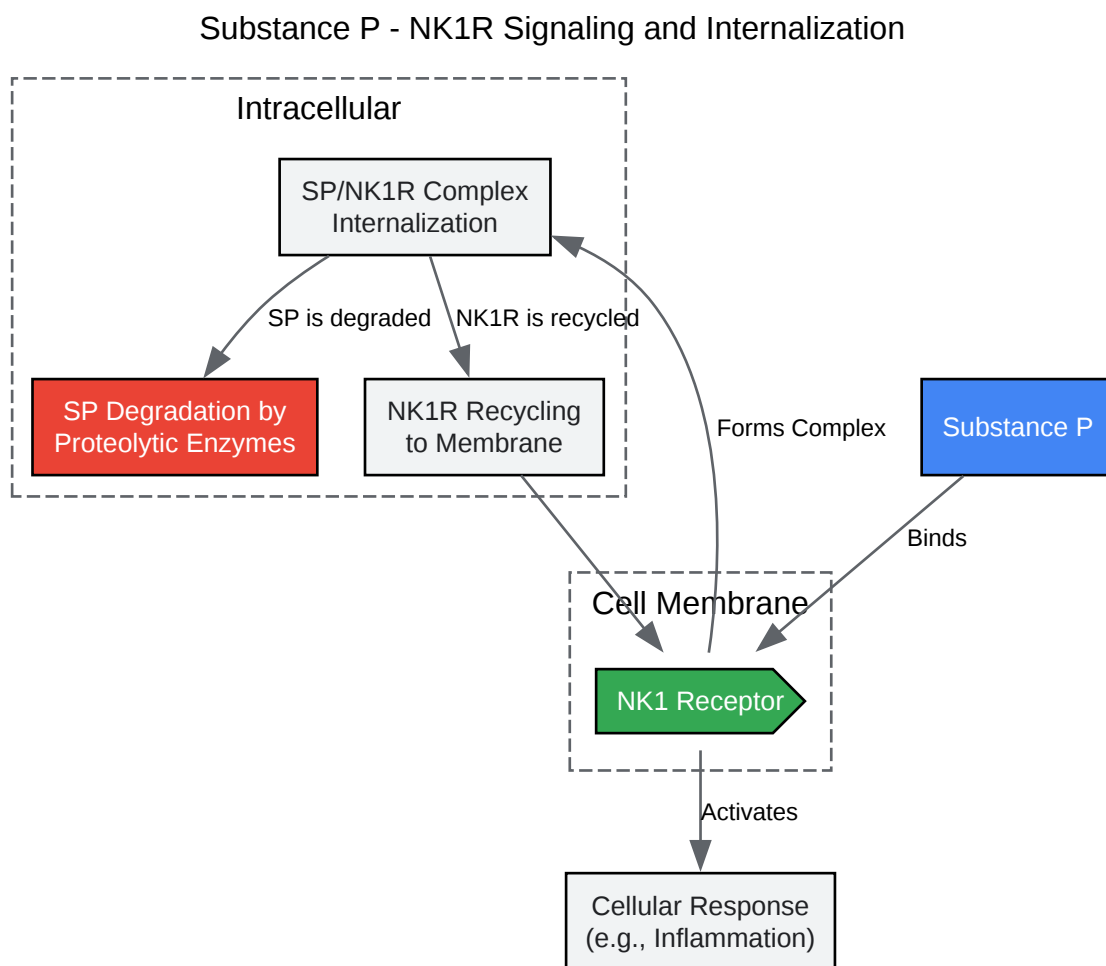 Substance P - NK1R Signaling and Internalization
Intracellular
SP/NK1R Complex
Internalization
SP is degraded
NK1R is recycled
SP Degradation by
Proteolytic Enzymes
NK1R Recycling
to Membrane
Forms Complex
Substance P
Binds
Cell Membrane
NK1 Receptor
Activates
Cellular Response
(e.g., Inflammation)